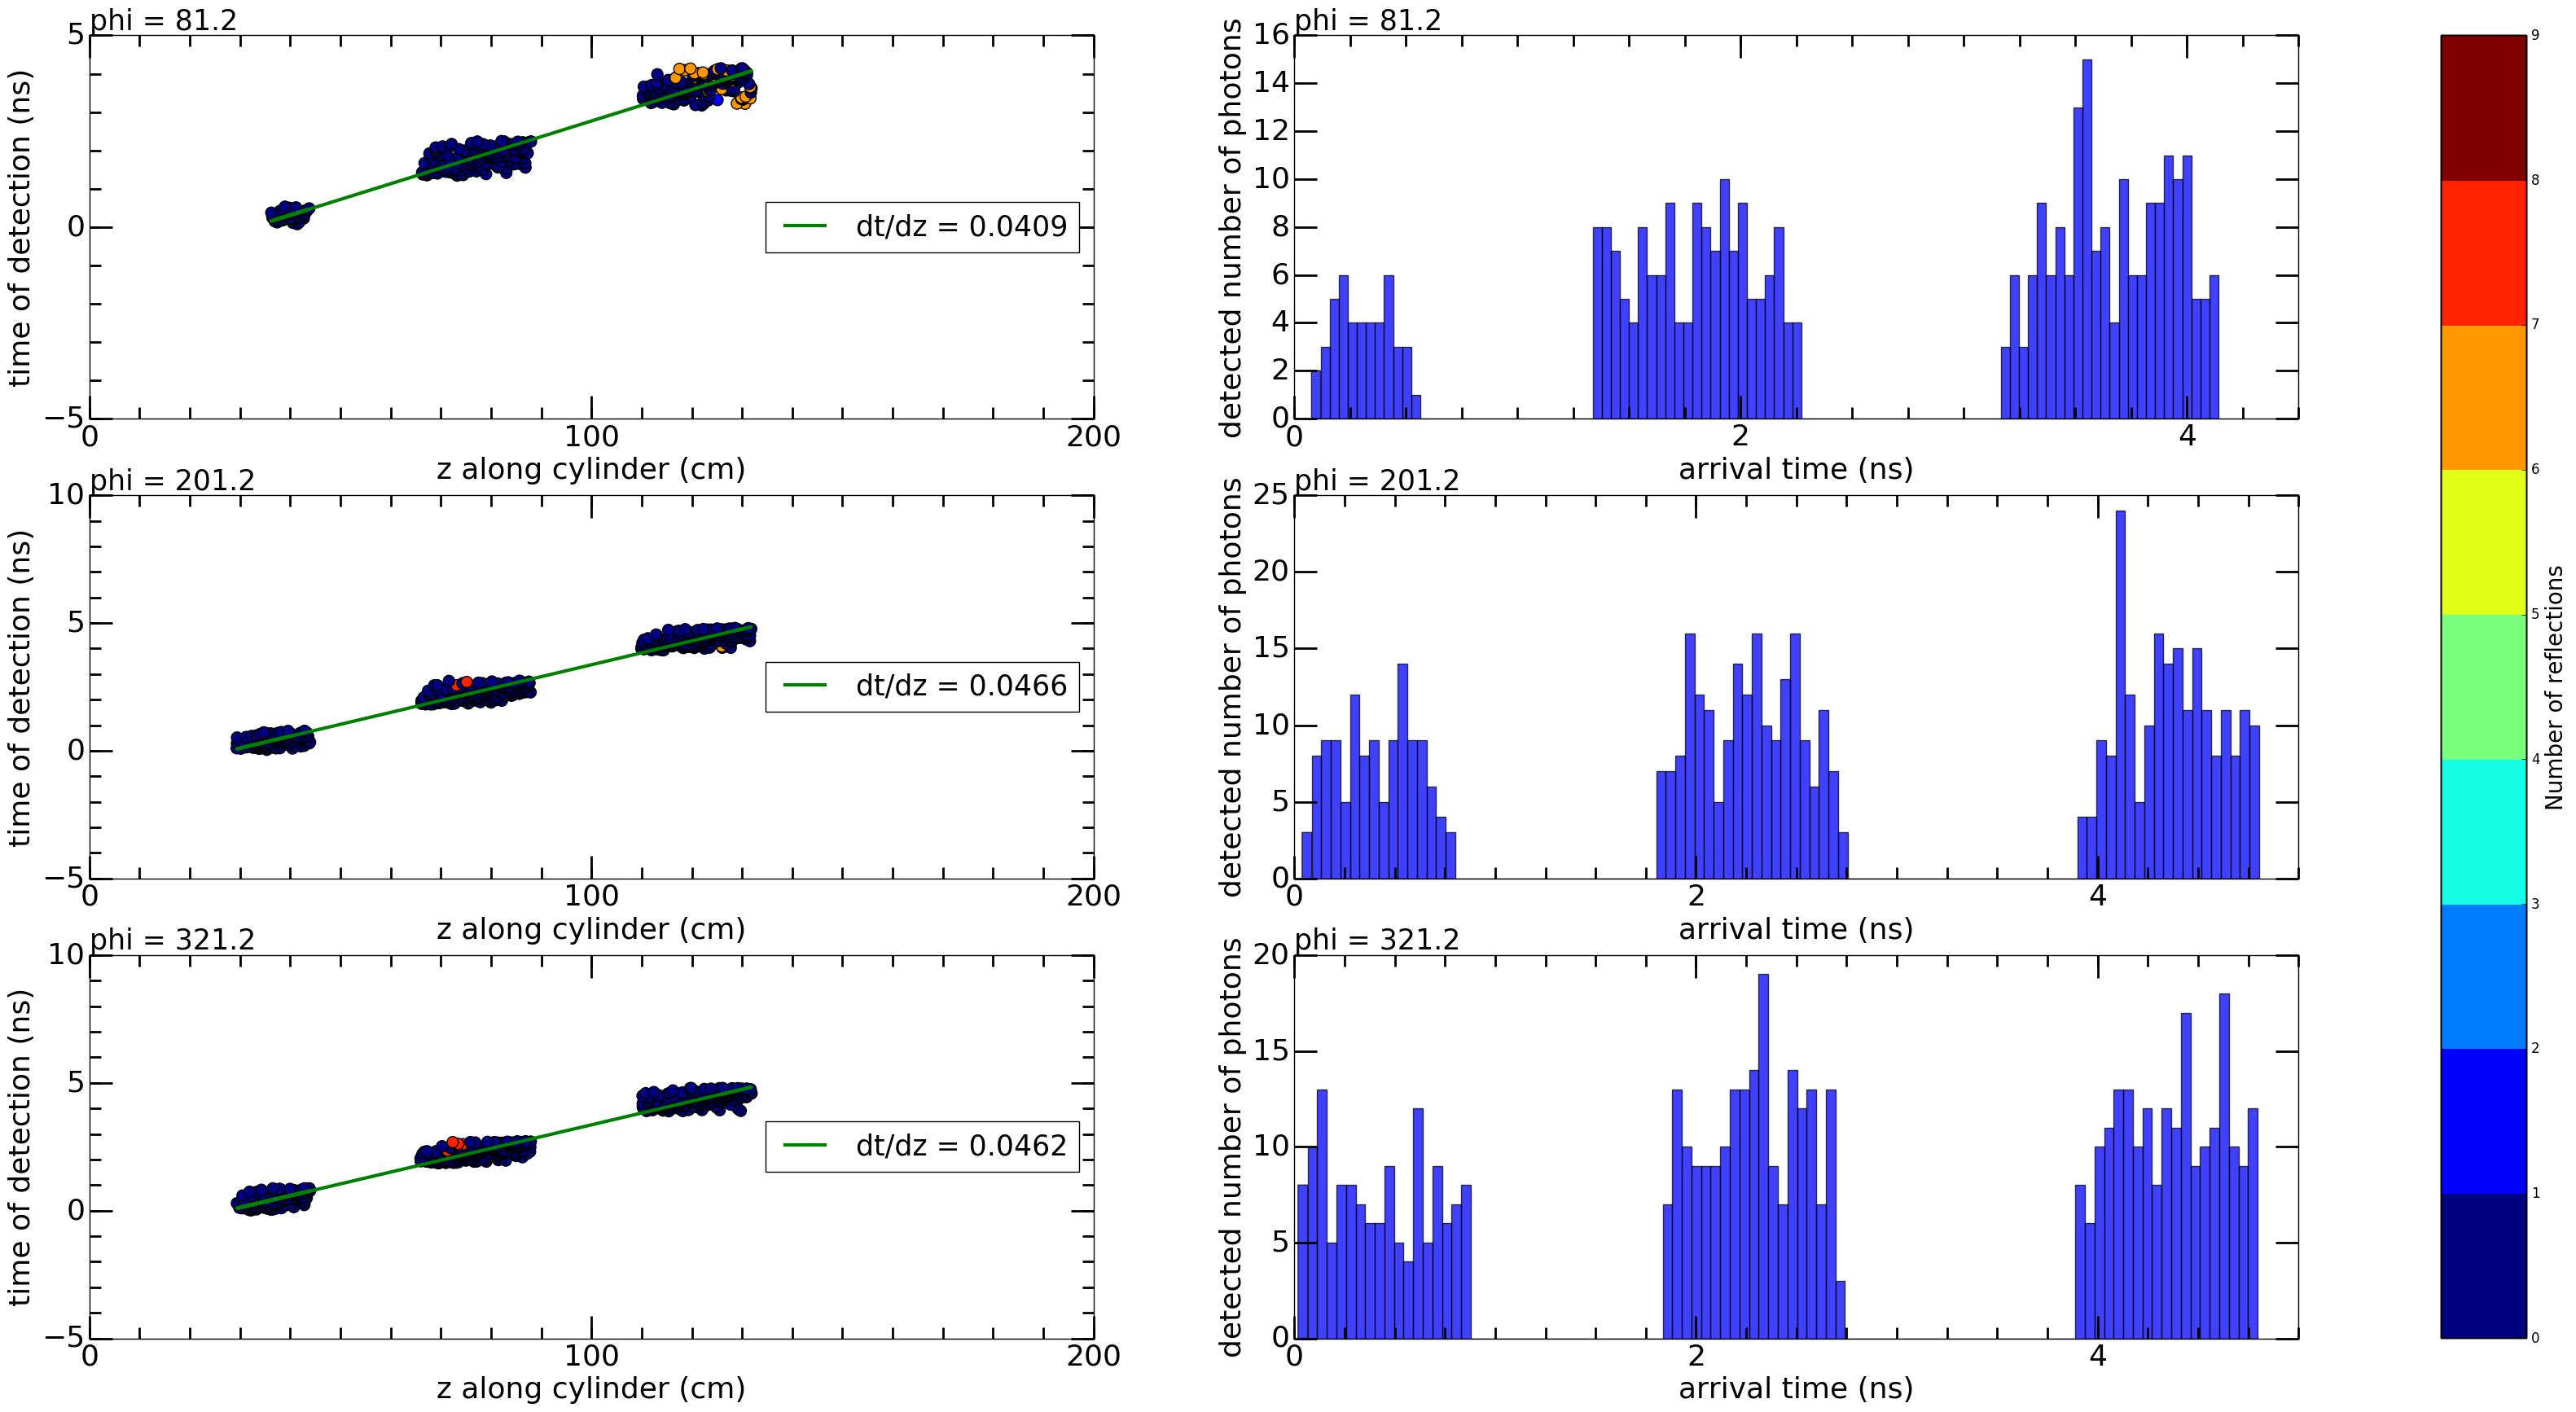 phi = 81.2
5
0
−5
time of detection (ns)
dt/dz = 0.0409
0 100 200
z along cylinder (cm)
phi = 81.2
16
14
12
10
8
6
4
2
0
detected number of photons
0 2 4
arrival time (ns)
phi = 201.2
10
5
0
−5
time of detection (ns)
dt/dz = 0.0466
0 100 200
z along cylinder (cm)
phi = 201.2
25
20
15
10
5
0
detected number of photons
0 2 4
arrival time (ns)
phi = 321.2
10
5
0
−5
time of detection (ns)
dt/dz = 0.0462
0 100 200
z along cylinder (cm)
phi = 321.2
20
15
10
5
0
detected number of photons
0 2 4
arrival time (ns)
9
8
7
6
5
4
3
2
1
0
Number of reflections